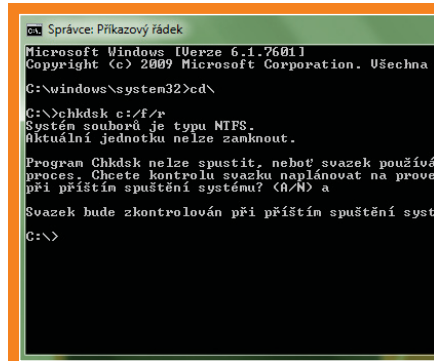 Správce: Příkazový řádek
Microsoft Windows [Verze 6.1.7601]
Copyright (c) 2009 Microsoft Corporation. Všechna
C:\windows\system32>cd\
C:\>chkdsk c:/f/r
Systém souborů je typu NTFS.
Aktuální jednotku nelze zamknout.
Program Chkdsk nelze spustit, neboť svazek používá
proces. Chcete kontrolu svazku naplánovat na prove
při příštím spuštění systému? (A/N) a
Svazek bude zkontrolován při příštím spuštění syst
C:\>